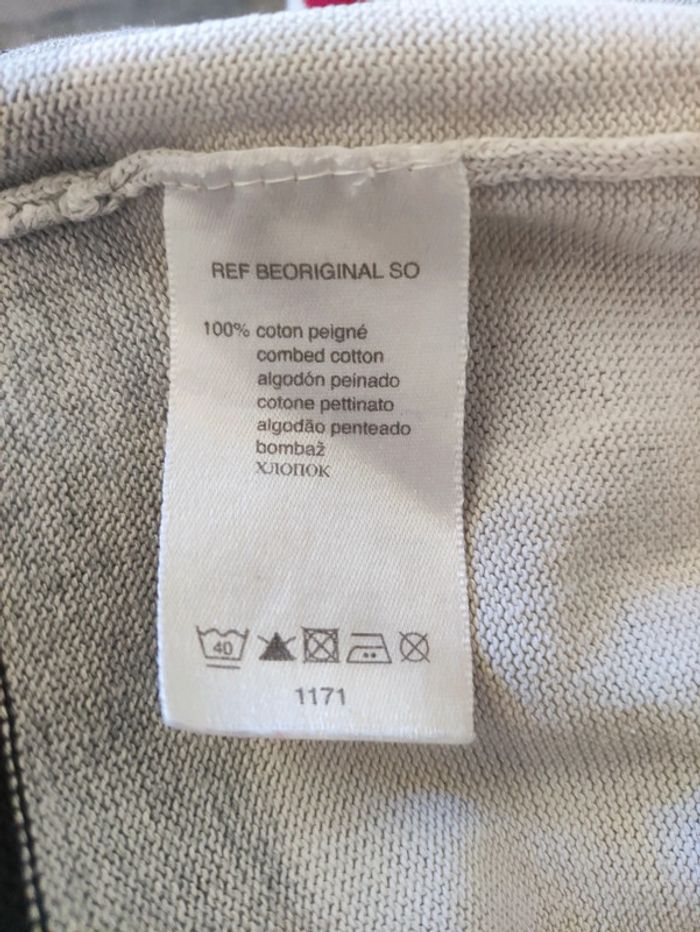 REF BEORIGINAL SO
100% coton peigné
combed cotton
algodón peinado
cotone pettinato
algodão penteado
bombaž
хлопок
40
1171